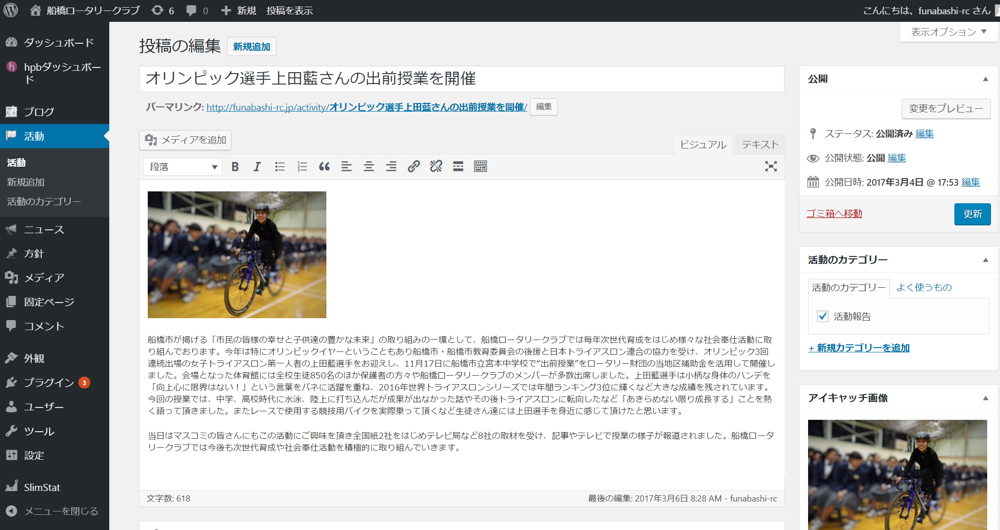 船橋ロータリークラブ 6 0 新規 投稿を表示 こんにちは、funabashi-rc さん
表示オプション
ダッシュボード
hpbダッシュボー
ド
ブログ
活動
活動
新規追加
活動のカテゴリー
ニュース
方針
メディア
固定ページ
コメント
外観
プラグイン 3
ユーザー
ツール
設定
SlimStat
メニューを閉じる
投稿の編集 新規追加
オリンピック選手上田藍さんの出前授業を開催
パーマリンク: http://funabashi-rc.jp/activity/オリンピック選手上田藍さんの出前授業を開催/ 編集
メディアを追加
ビジュアル テキスト
段落
船橋市が掲げる「市民の皆様の幸せと子供達の豊かな未来」の取り組みの一環として、船橋ロータリークラブでは毎年次世代育成をはじめ様々な社会奉仕活動に取
り組んでおります。今年は特にオリンピックイヤーということもあり船橋市・船橋市教育委員会の後援と日本トライアスロン連合の協力を受け、オリンピック3回
連続出場の女子トライアスロン第一人者の上田藍選手をお迎えし、11月17日に船橋市立宮本中学校で“出前授業”をロータリー財団の当地区補助金を活用して開催し
ました。会場となった体育館には全校生徒850名のほか保護者の方々や船橋ロータリークラブのメンバーが多数出席しました。上田藍選手は小柄な身体のハンデを
「向上心に限界はない！」という言葉をバネに活躍を重ね、2016年世界トライアスロンシリーズでは年間ランキング3位に輝くなど大きな成績を残されています。
今回の授業では、中学、高校時代に水泳、陸上に打ち込んだが成果が出なかった話やその後トライアスロンに転向したなど「あきらめない限り成長する」ことを熱
く語って頂きました。またレースで使用する競技用バイクを実際乗って頂くなど生徒さん達には上田選手を身近に感じて頂けたと思います。
当日はマスコミの皆さんにもこの活動にご興味を頂き全国紙2社をはじめテレビ局など8社の取材を受け、記事やテレビで授業の様子が報道されました。船橋ロータ
リークラブでは今後も次世代育成や社会奉仕活動を積極的に取り組んでいきます。
文字数: 618 最後の編集: 2017年3月6日 8:28 AM - funabashi-rc
公開
変更をプレビュー
ステータス: 公開済み 編集
公開状態: 公開 編集
公開日時: 2017年3月4日 @ 17:53 編集
ゴミ箱へ移動 更新
活動のカテゴリー
活動のカテゴリー よく使うもの
活動報告
+ 新規カテゴリーを追加
アイキャッチ画像